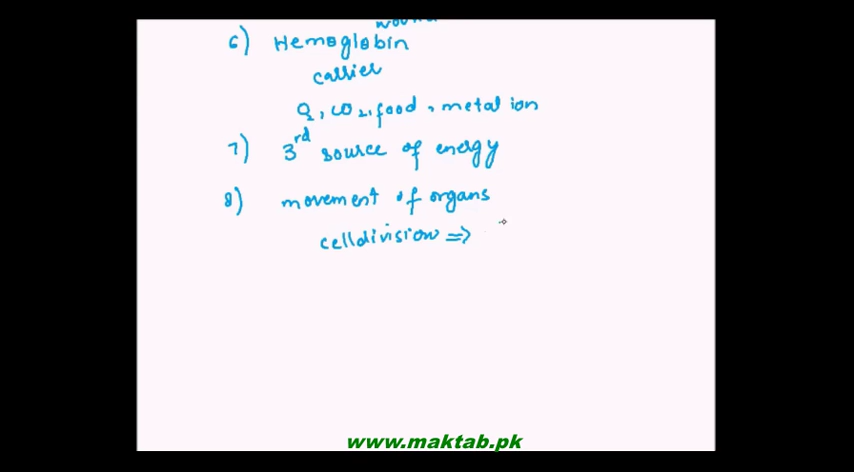 6) Hemoglobin
carrier
O2, CO2, food, metal ion
7) 3rd source of energy
8) movement of organs
celldivision ⇒
www.maktab.pk